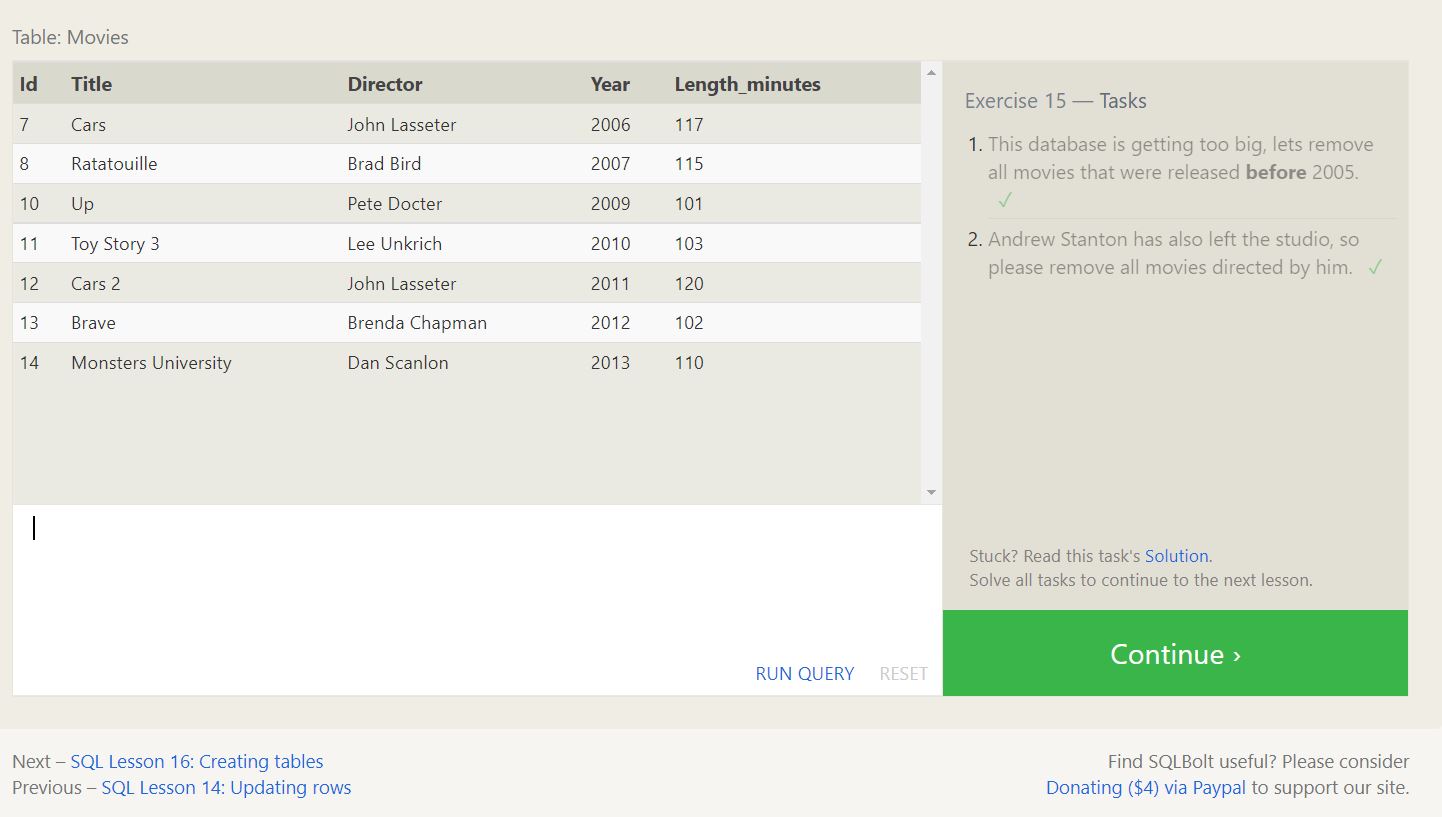 Table: Movies
Id Title Director Year Length_minutes
7 Cars John Lasseter 2006 117
8 Ratatouille Brad Bird 2007 115
10 Up Pete Docter 2009 101
11 Toy Story 3 Lee Unkrich 2010 103
12 Cars 2 John Lasseter 2011 120
13 Brave Brenda Chapman 2012 102
14 Monsters University Dan Scanlon 2013 110
RUN QUERY RESET
Exercise 15 — Tasks
1. This database is getting too big, lets remove
all movies that were released before 2005.
✓
2. Andrew Stanton has also left the studio, so
please remove all movies directed by him. ✓
Stuck? Read this task's Solution.
Solve all tasks to continue to the next lesson.
Continue ›
Next – SQL Lesson 16: Creating tables
Previous – SQL Lesson 14: Updating rows
Find SQLBolt useful? Please consider
Donating ($4) via Paypal to support our site.